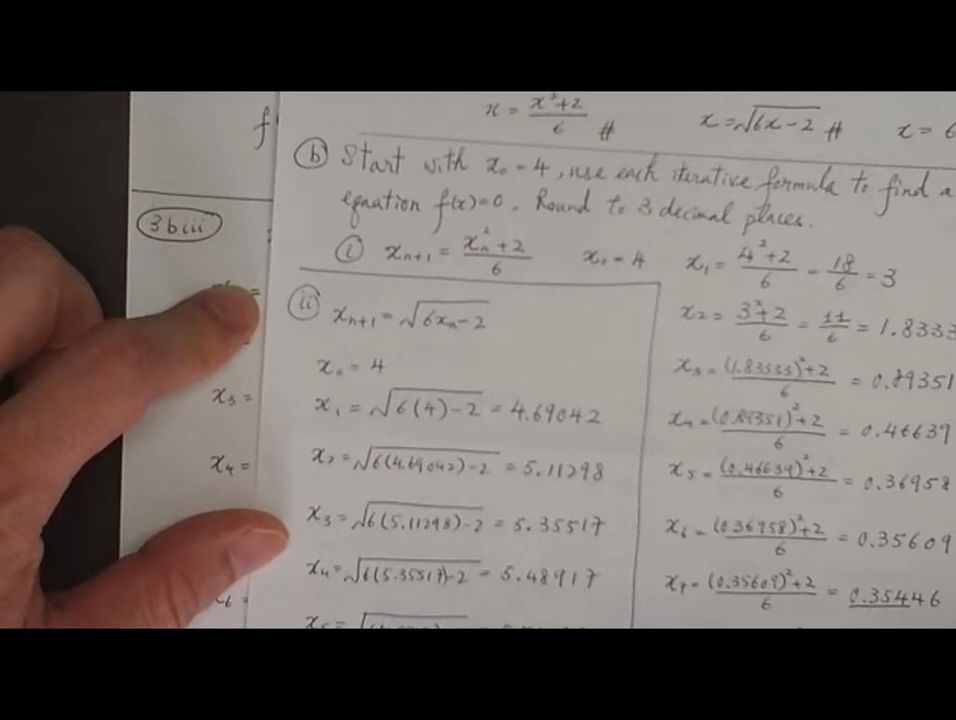 f
x = x²+2/6 #
x = √6x-2 #
x = 6
3biii
x₃ =
x₄ =
x₆ =
(b) Start with x₀ = 4, use each iterative formula to find a
equation f(x)=0. Round to 3 decimal places.
(i) xₙ₊₁ = xₙ²+2/6 x₀ = 4
x₁ = 4²+2/6 = 18/6 = 3
x₂ = 3²+2/6 = 11/6 = 1.8333
x₃ = (1.83333)²+2/6 = 0.89351
x₄ = (0.89351)²+2/6 = 0.46639
x₅ = (0.46639)²+2/6 = 0.36958
x₆ = (0.36958)²+2/6 = 0.35609
x₇ = (0.35609)²+2/6 = 0.35446
(ii) xₙ₊₁ = √6xₙ-2
x₀ = 4
x₁ = √6(4)-2 = 4.69042
x₂ = √6(4.69042)-2 = 5.11298
x₃ = √6(5.11298)-2 = 5.35517
x₄ = √6(5.35517)-2 = 5.48917
x₅ =